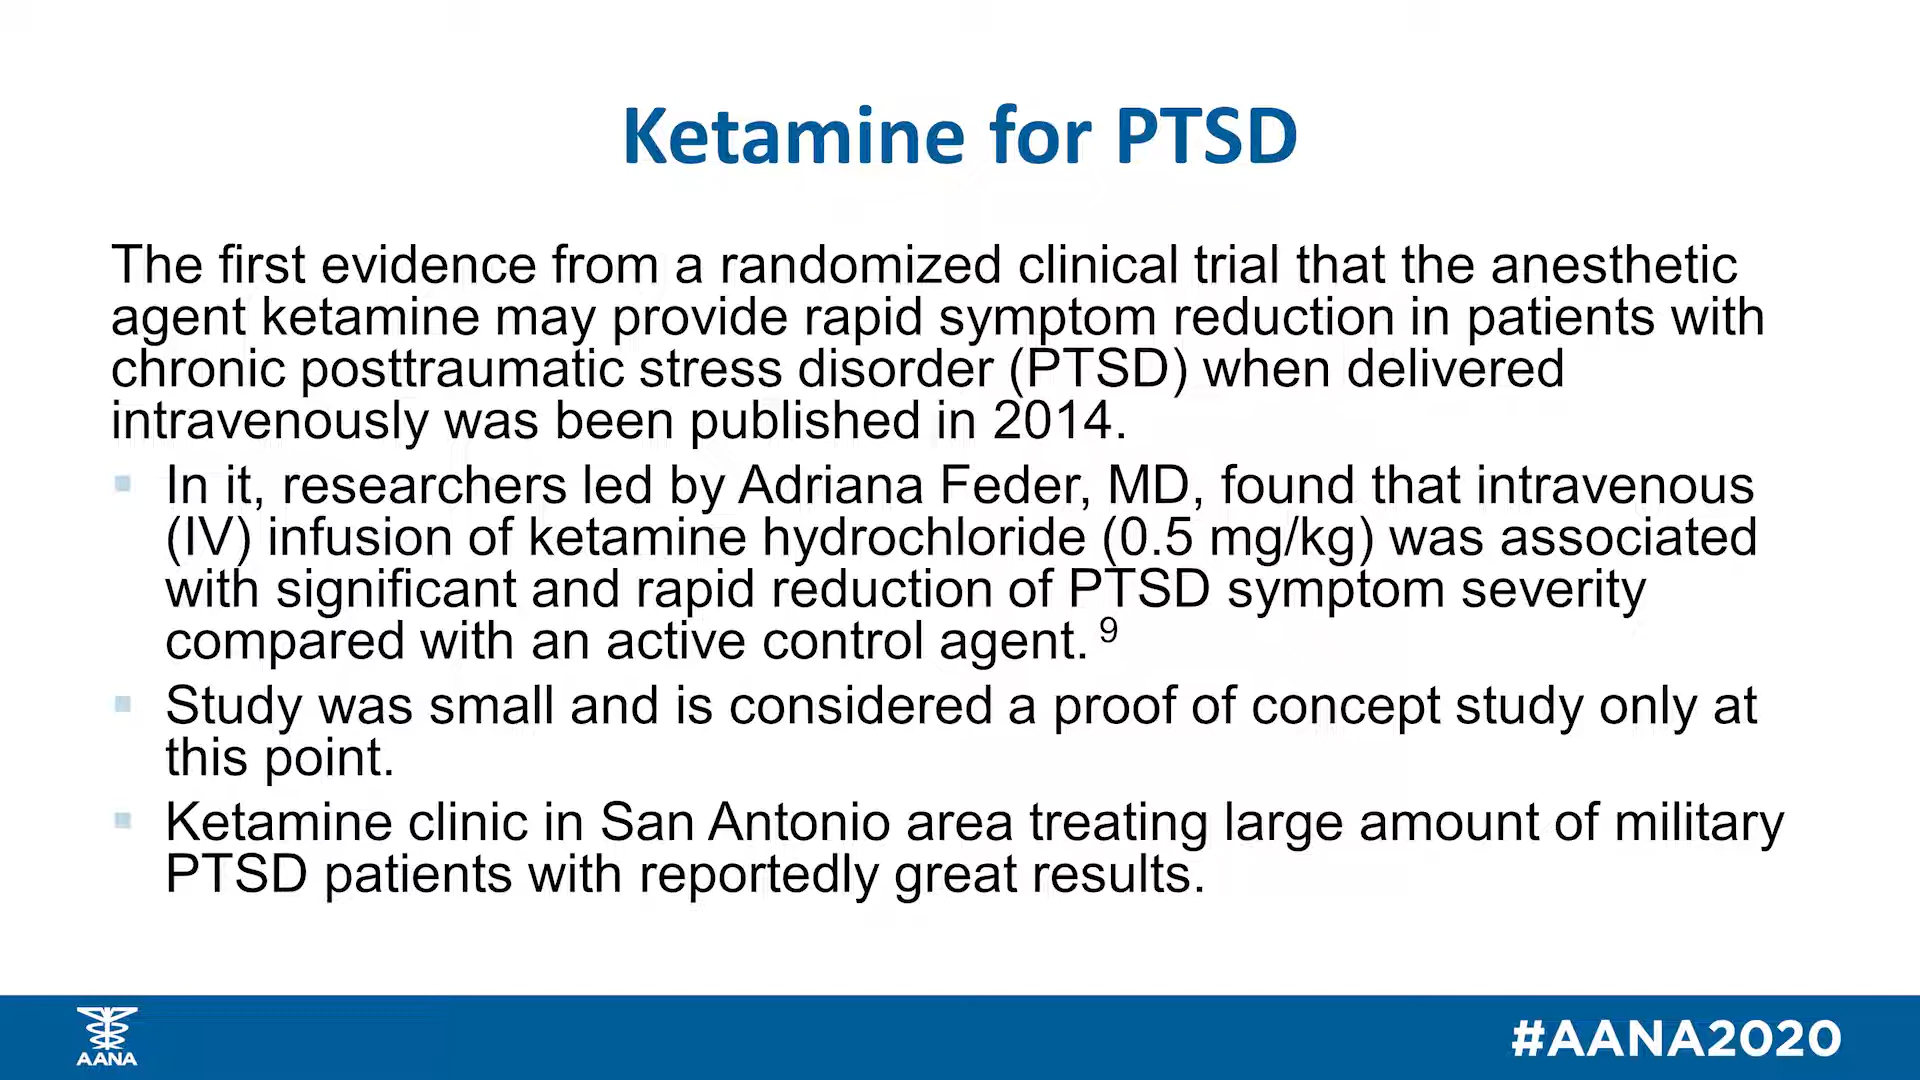 Ketamine for PTSD
The first evidence from a randomized clinical trial that the anesthetic
agent ketamine may provide rapid symptom reduction in patients with
chronic posttraumatic stress disorder (PTSD) when delivered
intravenously was been published in 2014.
In it, researchers led by Adriana Feder, MD, found that intravenous
(IV) infusion of ketamine hydrochloride (0.5 mg/kg) was associated
with significant and rapid reduction of PTSD symptom severity
compared with an active control agent. 9
Study was small and is considered a proof of concept study only at
this point.
Ketamine clinic in San Antonio area treating large amount of military
PTSD patients with reportedly great results.
AANA
#AANA2020